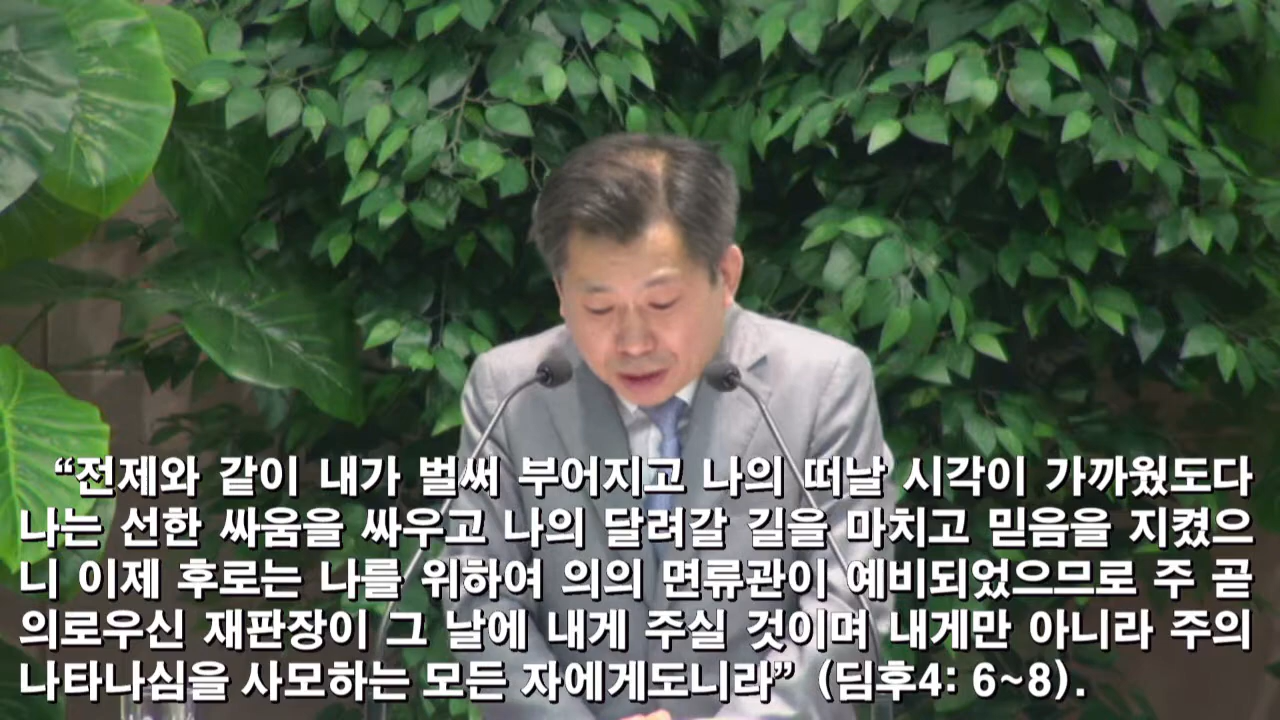 “전제와 같이 내가 벌써 부어지고 나의 떠날 시각이 가까웠도다
나는 선한 싸움을 싸우고 나의 달려갈 길을 마치고 믿음을 지켰으
니 이제 후로는 나를 위하여 의의 면류관이 예비되었으므로 주 곧
의로우신 재판장이 그 날에 내게 주실 것이며 내게만 아니라 주의
나타나심을 사모하는 모든 자에게도니라” (딤후4: 6~8).